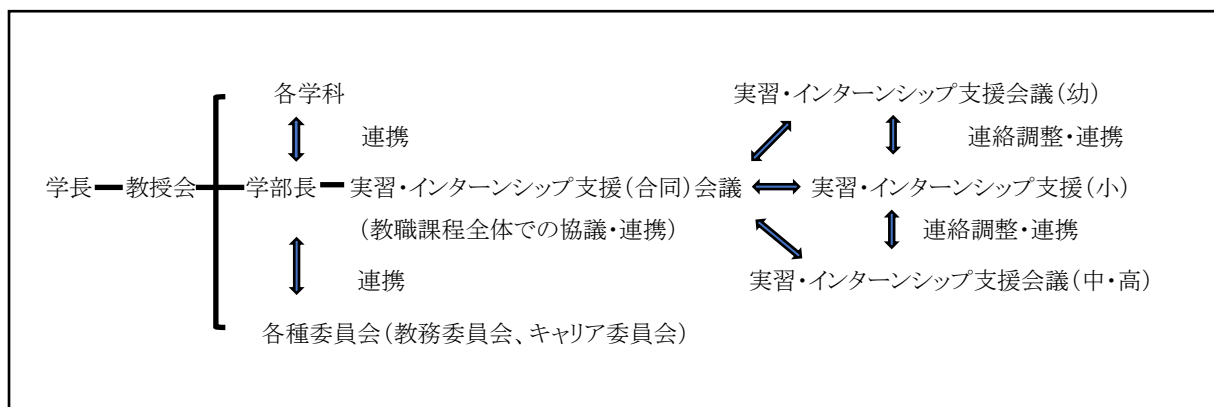 各学科
実習・インターンシップ支援会議（幼）
連携
連絡調整・連携
学長
教授会
学部長
実習・インターンシップ支援（合同）会議
実習・インターンシップ支援（小）
（教職課程全体での協議・連携）
連絡調整・連携
連携
実習・インターンシップ支援会議（中・高）
各種委員会（教務委員会、キャリア委員会）